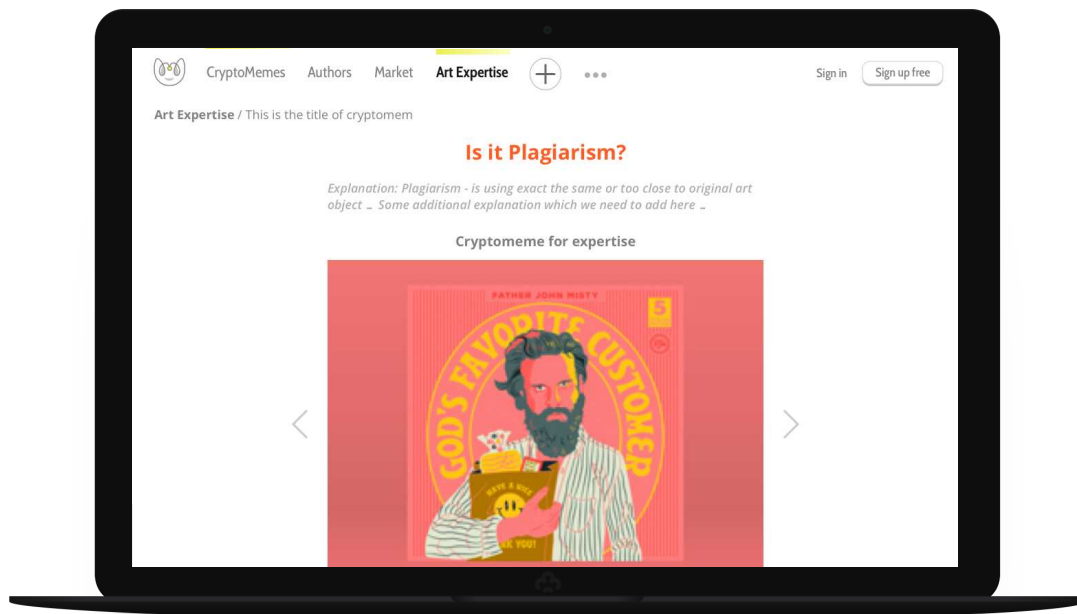 CryptoMemes Authors Market Art Expertise Sign in Sign up free
Art Expertise / This is the title of cryptomem
Is it Plagiarism?
Explanation: Plagiarism - is using exact the same or too close to original art
object ... Some additional explanation which we need to add here ...
Cryptomeme for expertise
FATHER JOHN MISTY
5
GOD'S FAVORITE CUSTOMER
HAVE A NICE
YOU!